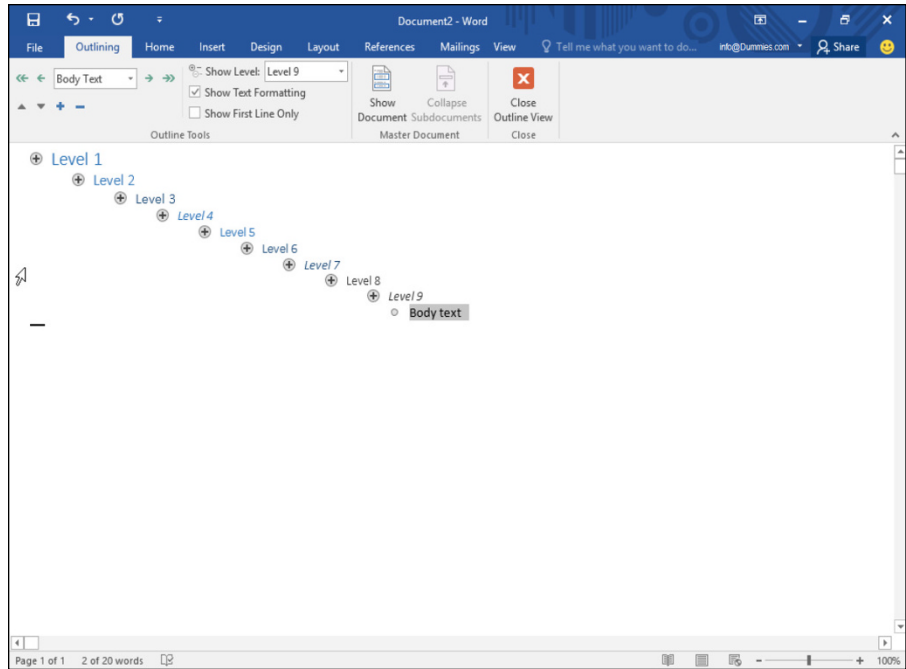 Document2 - Word
File Outlining Home Insert Design Layout References Mailings View Tell me what you want to do... info@Dummies.com Share
Body Text Show Level: Level 9
Show Text Formatting
Show First Line Only
Show Document
Collapse Subdocuments
Close Outline View
Outline Tools Master Document Close
Level 1
Level 2
Level 3
Level 4
Level 5
Level 6
Level 7
Level 8
Level 9
Body text
Page 1 of 1 2 of 20 words 100%